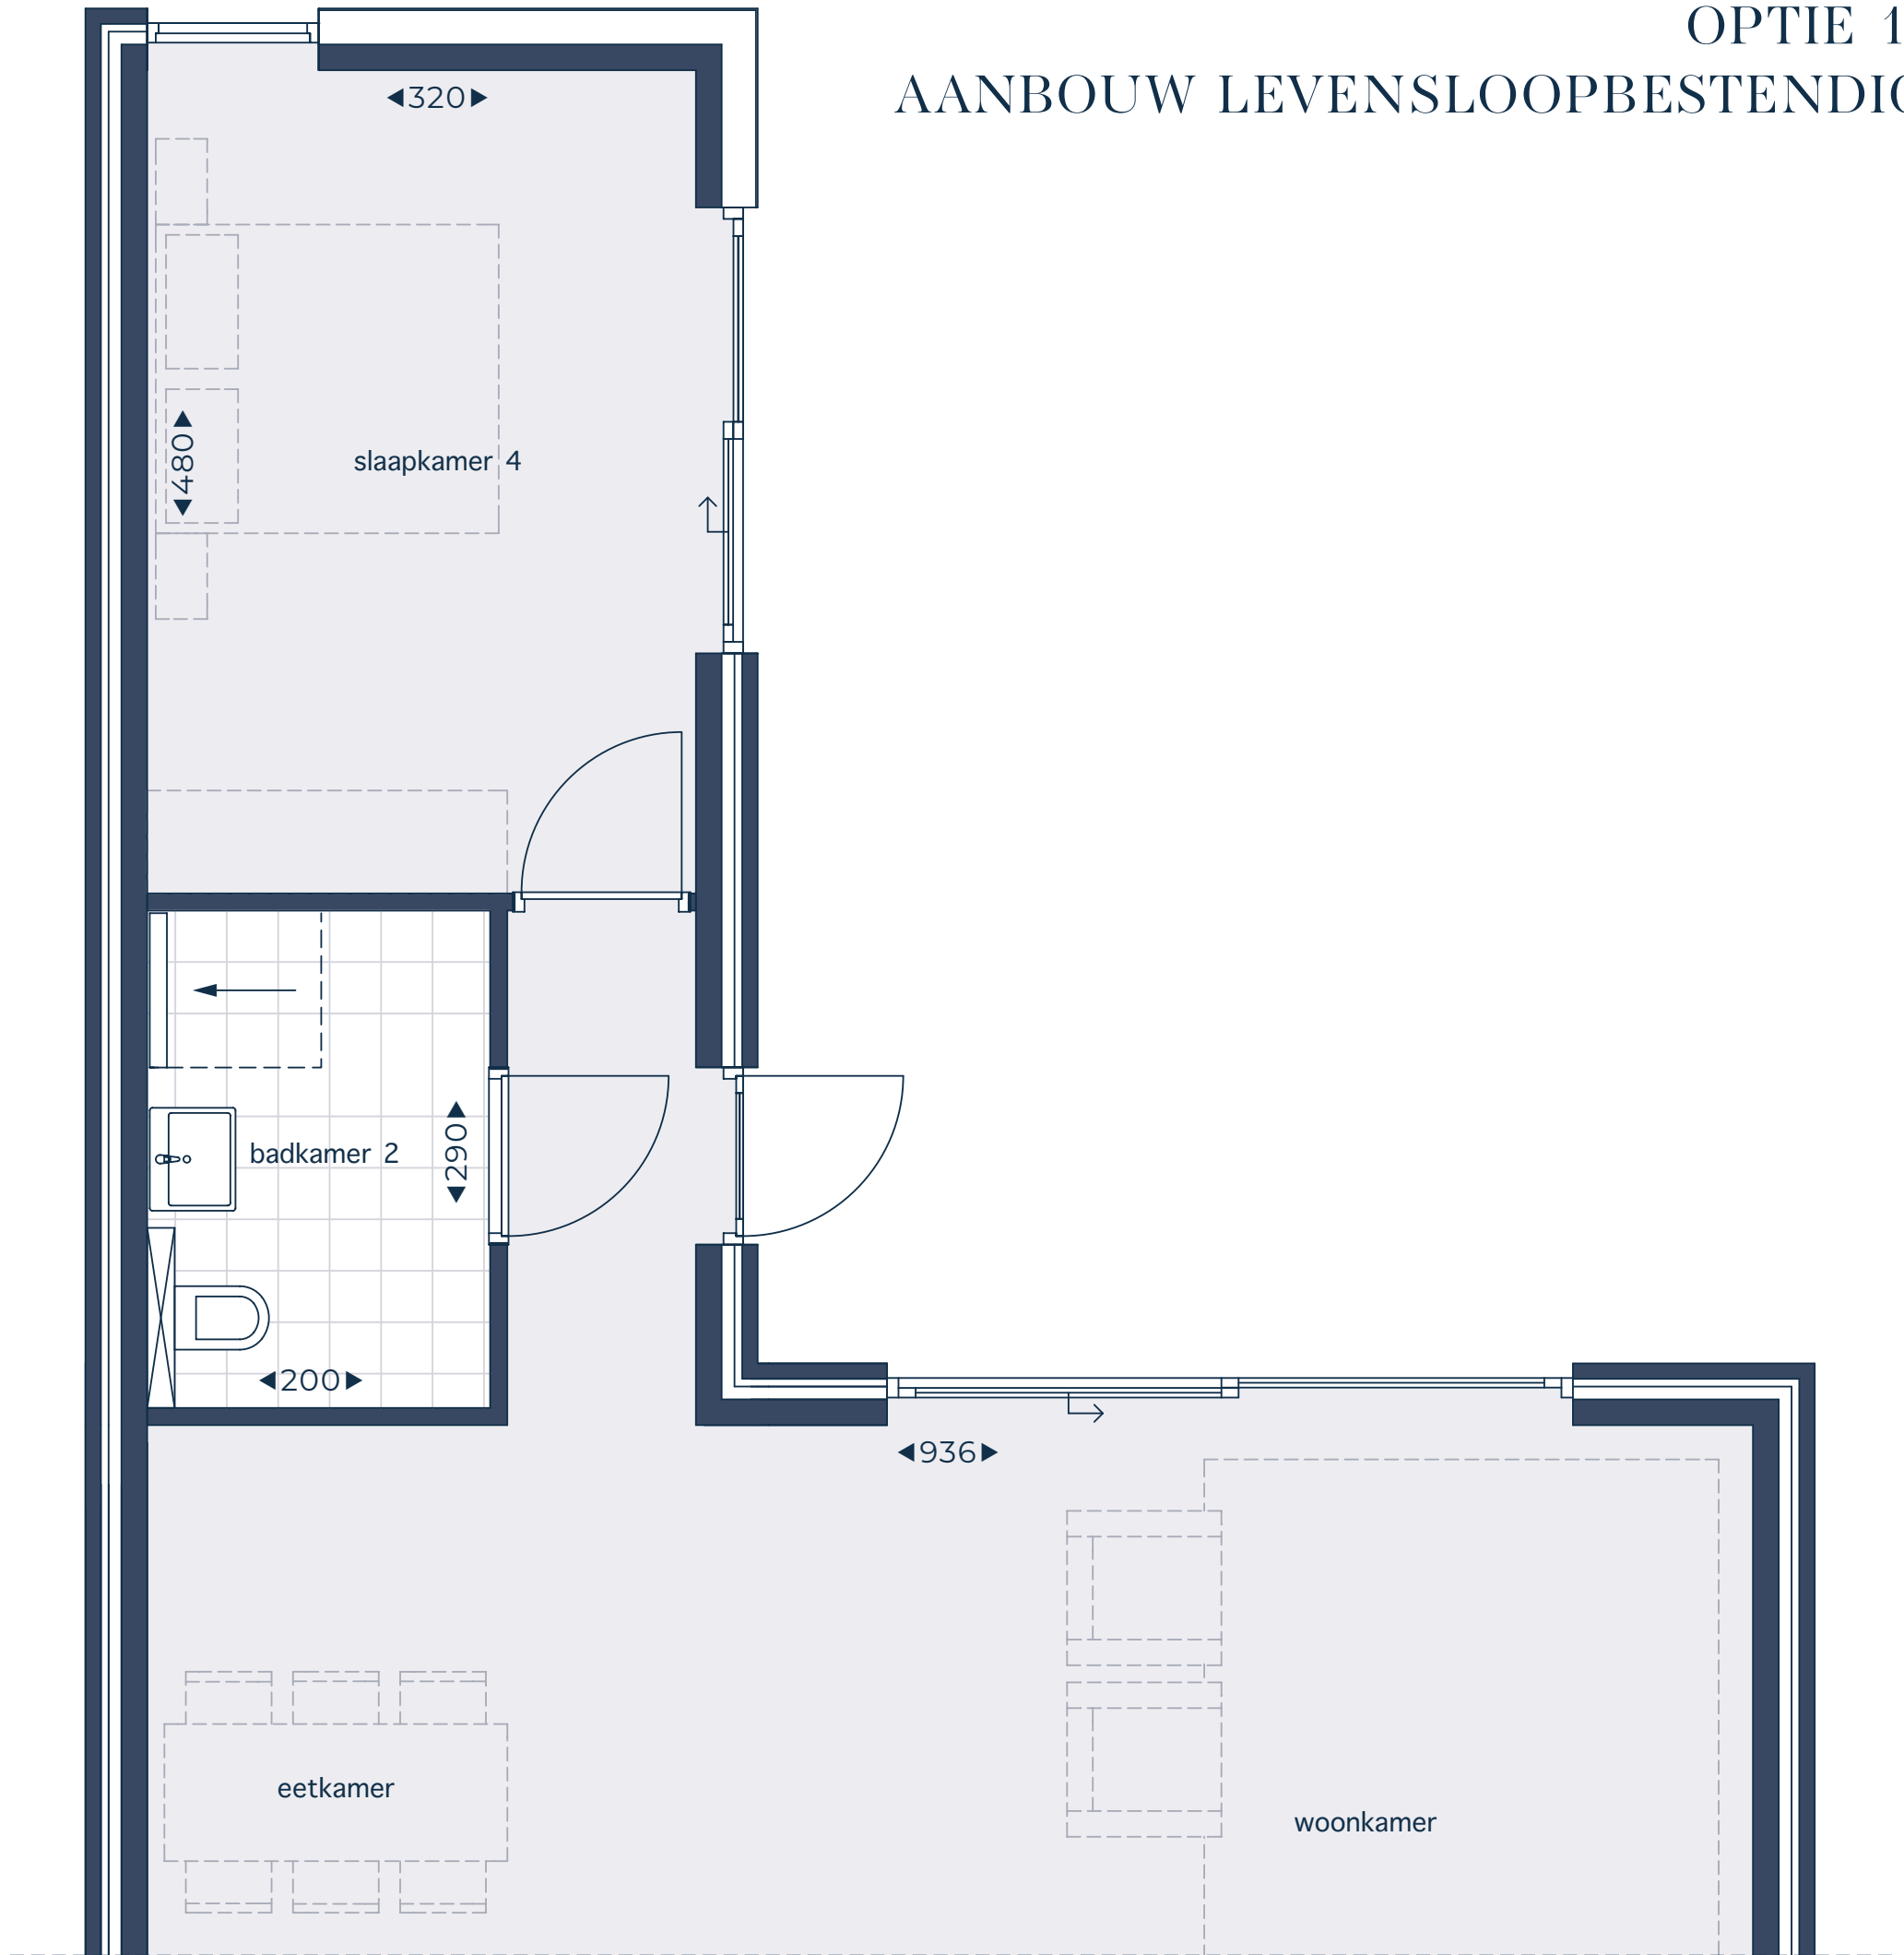 OPTIE 1
AANBOUW LEVENSLOOPBESTENDIG
320
480
slaapkamer 4
badkamer 2
290
200
936
eetkamer
woonkamer